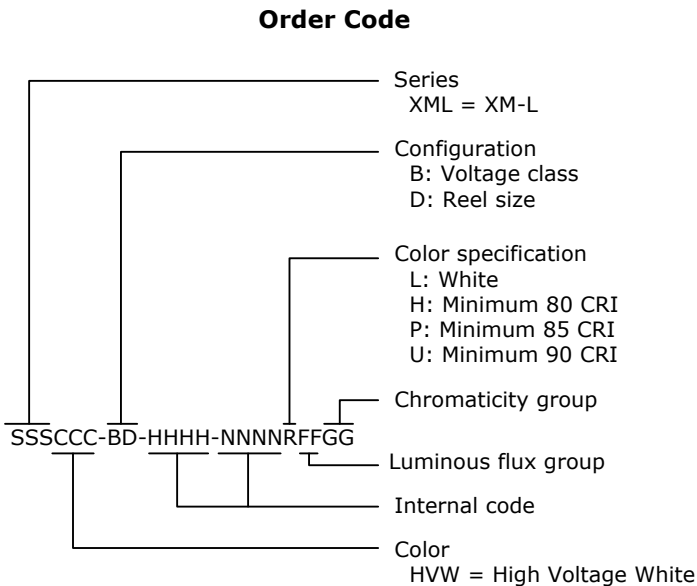 Order Code
Series
XML = XM-L
Configuration
B: Voltage class
D: Reel size
Color specification
L: White
H: Minimum 80 CRI
P: Minimum 85 CRI
U: Minimum 90 CRI
Chromaticity group
SSSCCC-BD-HHHH-NNNNRFFGG
Luminous flux group
Internal code
Color
HVW = High Voltage White